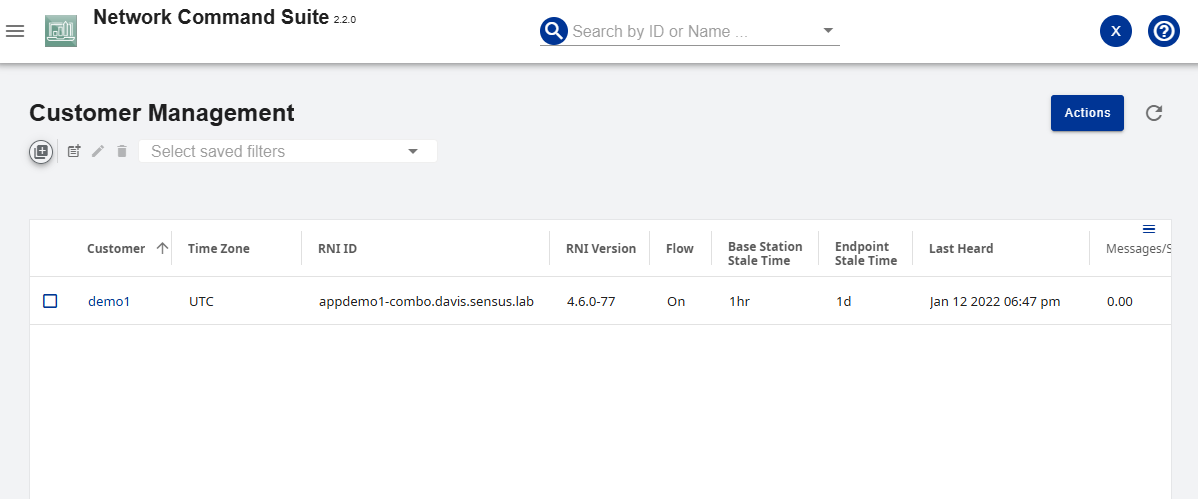 Network Command Suite 2.2.0
Search by ID or Name ...
X
?
Customer Management
Actions
Select saved filters
Customer Time Zone RNI ID RNI Version Flow Base Station Stale Time Endpoint Stale Time Last Heard Messages/S
demo1 UTC appdemo1-combo.davis.sensus.lab 4.6.0-77 On 1hr 1d Jan 12 2022 06:47 pm 0.00